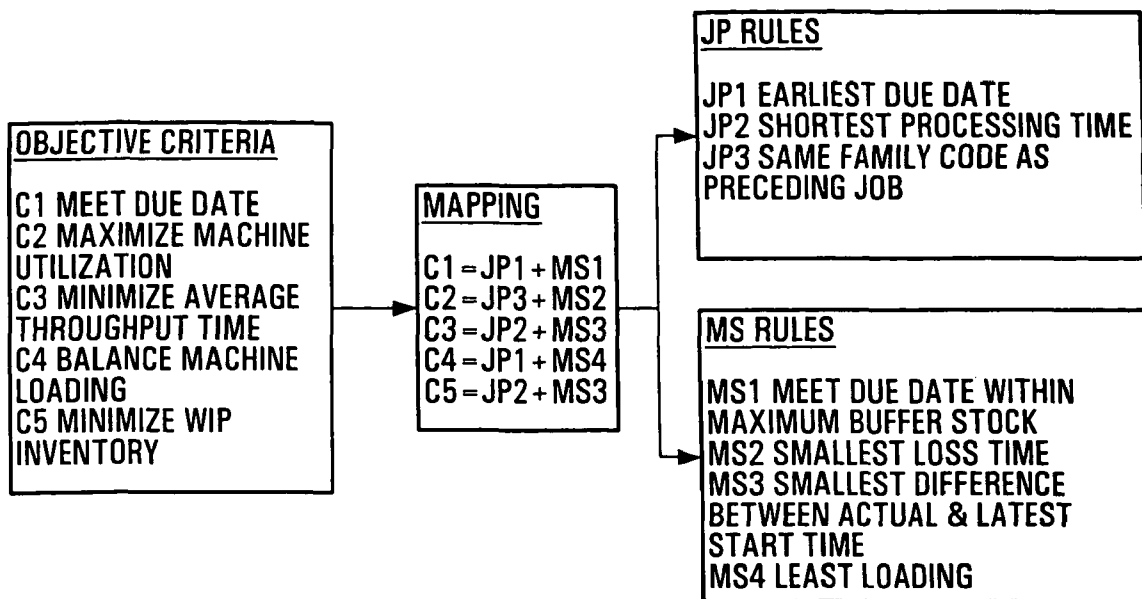 OBJECTIVE CRITERIA
C1 MEET DUE DATE
C2 MAXIMIZE MACHINE
UTILIZATION
C3 MINIMIZE AVERAGE
THROUGHPUT TIME
C4 BALANCE MACHINE
LOADING
C5 MINIMIZE WIP
INVENTORY
MAPPING
C1=JP1+MS1
C2=JP3+MS2
C3=JP2+MS3
C4=JP1+MS4
C5=JP2+MS3
JP RULES
JP1 EARLIEST DUE DATE
JP2 SHORTEST PROCESSING TIME
JP3 SAME FAMILY CODE AS
PRECEDING JOB
MS RULES
MS1 MEET DUE DATE WITHIN
MAXIMUM BUFFER STOCK
MS2 SMALLEST LOSS TIME
MS3 SMALLEST DIFFERENCE
BETWEEN ACTUAL & LATEST
START TIME
MS4 LEAST LOADING